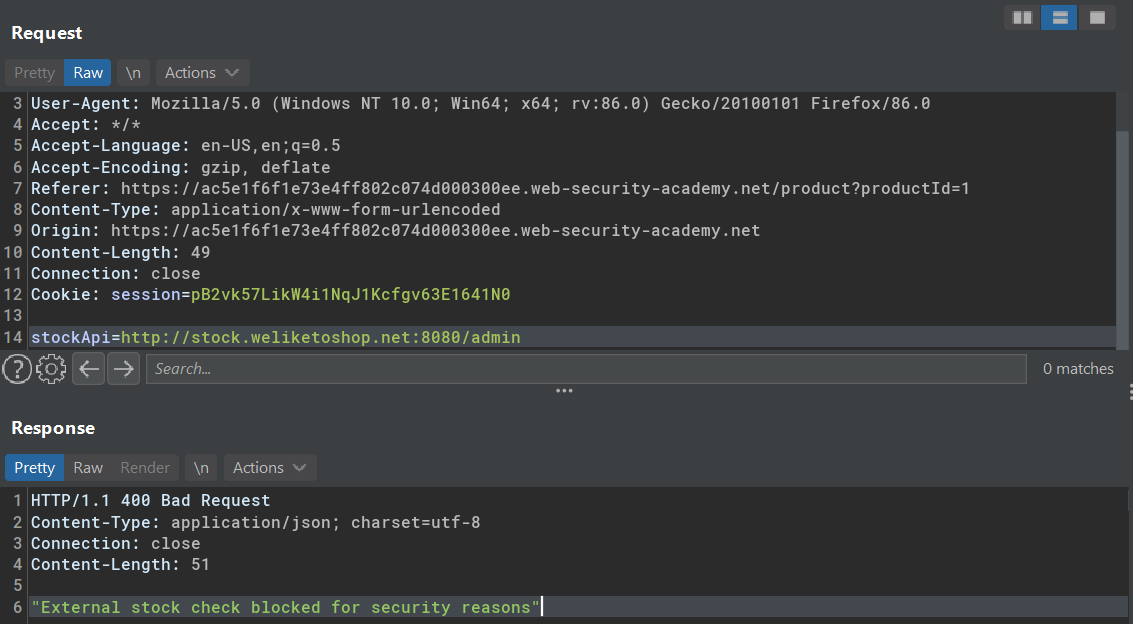 Request
Pretty Raw \n Actions
3 User-Agent: Mozilla/5.0 (Windows NT 10.0; Win64; x64; rv:86.0) Gecko/20100101 Firefox/86.0
4 Accept: */*
5 Accept-Language: en-US,en;q=0.5
6 Accept-Encoding: gzip, deflate
7 Referer: https://ac5e1f6f1e73e4ff802c074d000300ee.web-security-academy.net/product?productId=1
8 Content-Type: application/x-www-form-urlencoded
9 Origin: https://ac5e1f6f1e73e4ff802c074d000300ee.web-security-academy.net
10 Content-Length: 49
11 Connection: close
12 Cookie: session=pB2vk57LikW4i1NqJ1Kcfgv63E1641N0
13
14 stockApi=http://stock.weliketoshop.net:8080/admin
? Search... 0 matches
Response
Pretty Raw Render \n Actions
1 HTTP/1.1 400 Bad Request
2 Content-Type: application/json; charset=utf-8
3 Connection: close
4 Content-Length: 51
5
6 "External stock check blocked for security reasons"